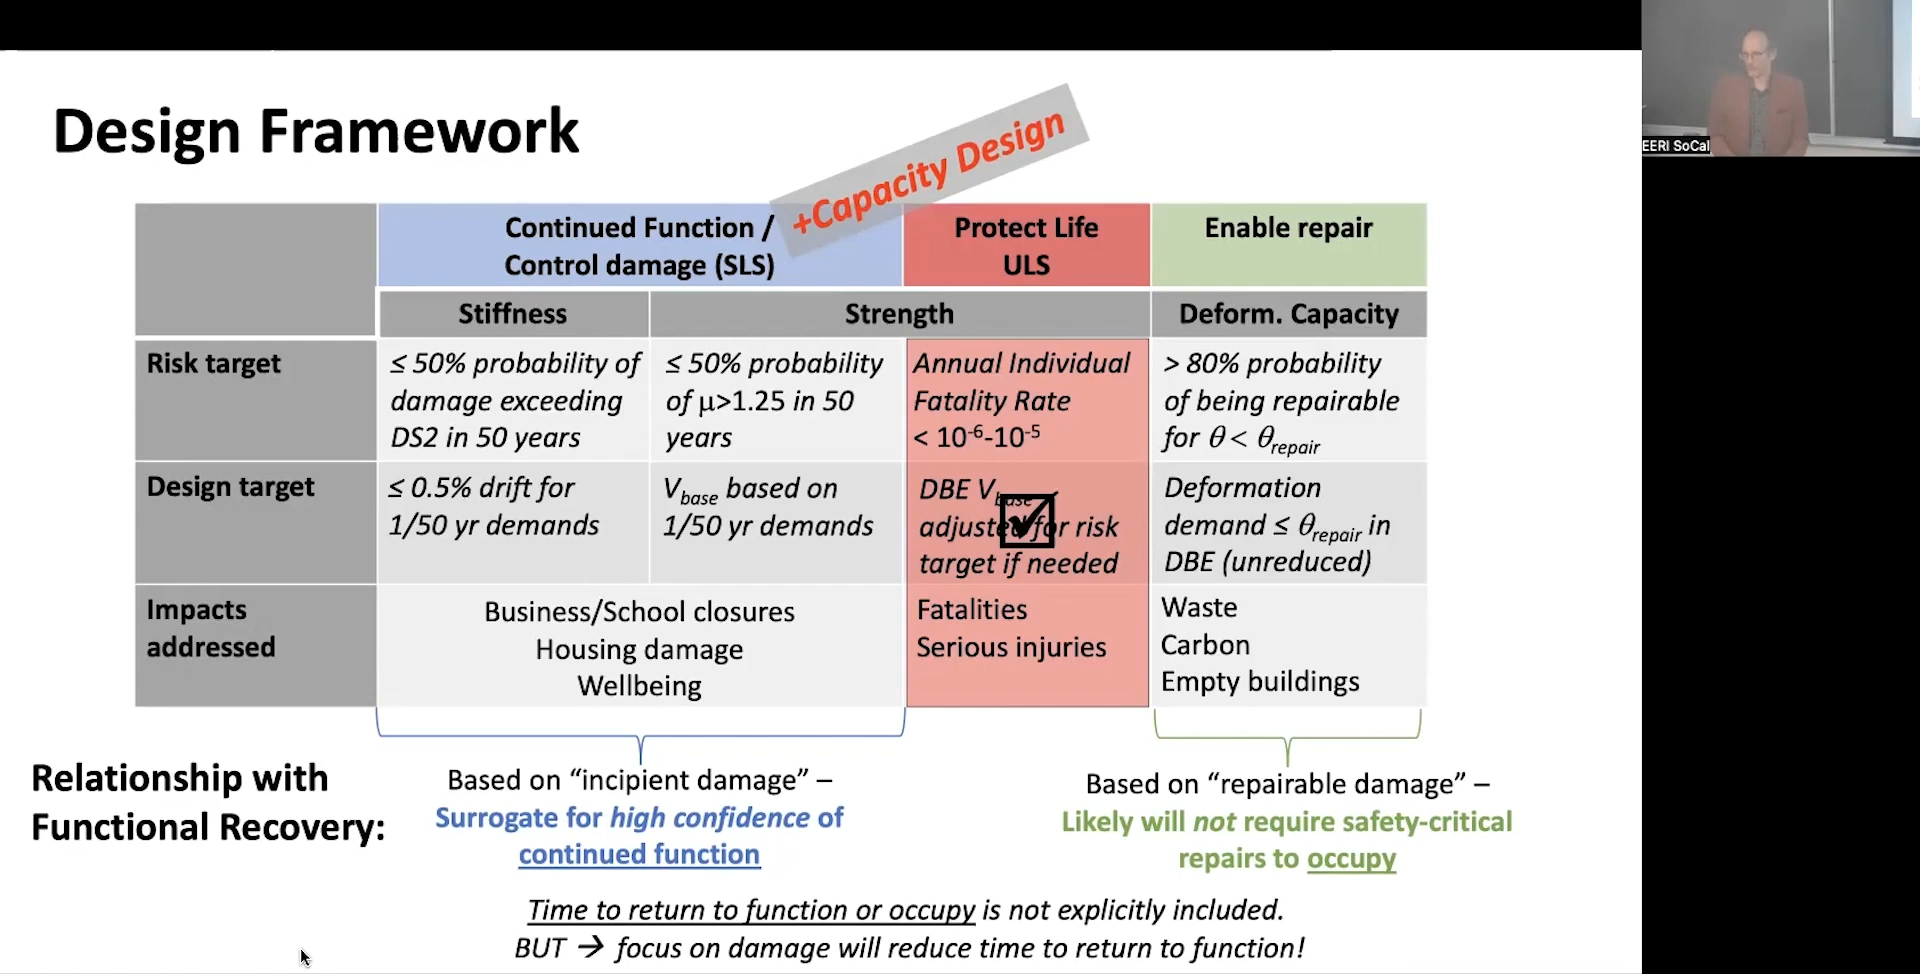 Design Framework
+Capacity Design
EERI SoCal
Continued Function /
Control damage (SLS)
Protect Life
ULS
Enable repair
Stiffness
Strength
Deform. Capacity
Risk target
≤ 50% probability of
damage exceeding
DS2 in 50 years
≤ 50% probability
of μ>1.25 in 50
years
Annual Individual
Fatality Rate
< 10-6-10-5
> 80% probability
of being repairable
for θ < θrepair
Design target
≤ 0.5% drift for
1/50 yr demands
Vbase based on
1/50 yr demands
DBE Vbase
adjusted for risk
target if needed
Deformation
demand ≤ θrepair in
DBE (unreduced)
Impacts
addressed
Business/School closures
Housing damage
Wellbeing
Fatalities
Serious injuries
Waste
Carbon
Empty buildings
Relationship with
Functional Recovery:
Based on “incipient damage” –
Surrogate for high confidence of
continued function
Based on “repairable damage” –
Likely will not require safety-critical
repairs to occupy
Time to return to function or occupy is not explicitly included.
BUT → focus on damage will reduce time to return to function!